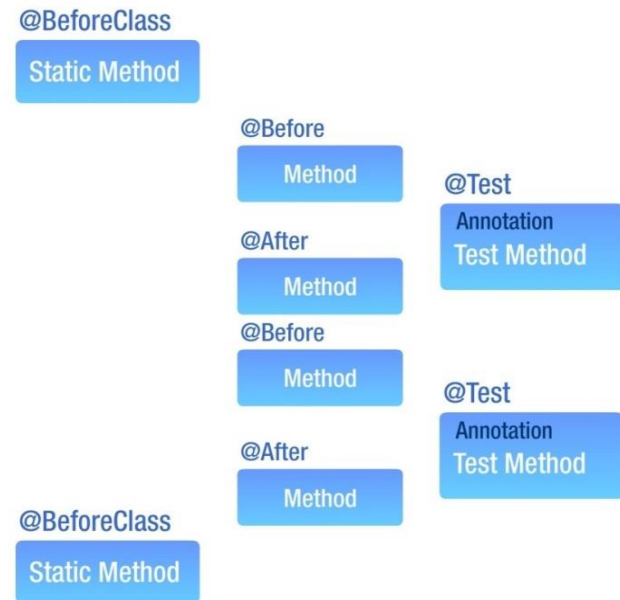 @BeforeClass
Static Method
@Before
Method
@Test
Annotation
Test Method
@After
Method
@Before
Method
@Test
Annotation
Test Method
@After
Method
@BeforeClass
Static Method